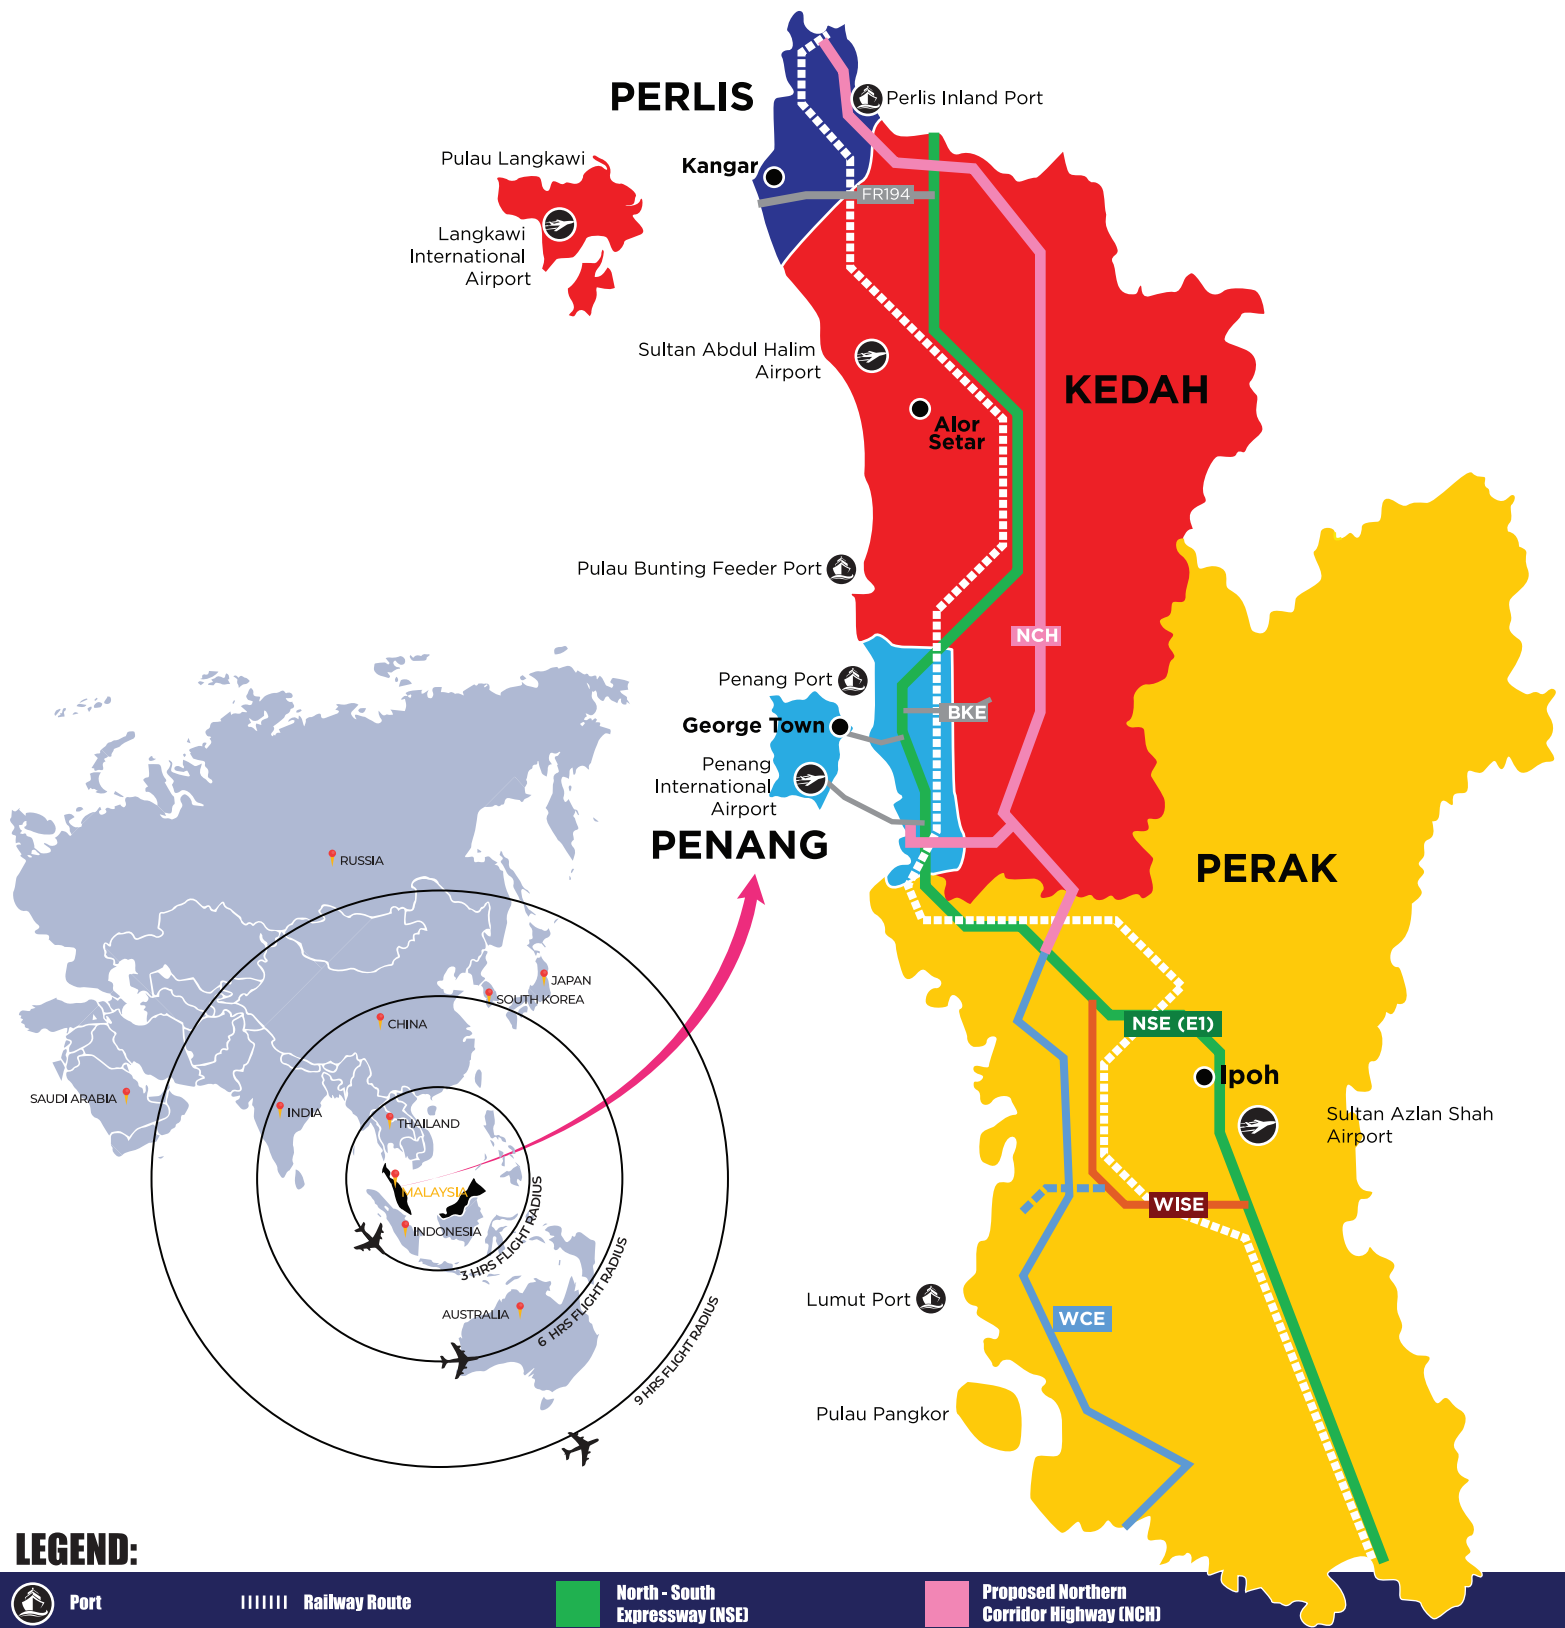 PERLIS
Perlis Inland Port
Pulau Langkawi
Kangar
FR194
Langkawi
International
Airport
Sultan Abdul Halim
Airport
KEDAH
Alor
Setar
Pulau Bunting Feeder Port
NCH
Penang Port
BKE
George Town
Penang
International
Airport
PENANG
PERAK
RUSSIA
JAPAN
SOUTH KOREA
CHINA
NSE (E1)
Ipoh
SAUDI ARABIA
INDIA
THAILAND
Sultan Azlan Shah
Airport
MALAYSIA
WISE
INDONESIA
3 HRS FLIGHT RADIUS
6 HRS FLIGHT RADIUS
9 HRS FLIGHT RADIUS
AUSTRALIA
Lumut Port
WCE
Pulau Pangkor
LEGEND:
Port
Railway Route
North - South
Expressway (NSE)
Proposed Northern
Corridor Highway (NCH)